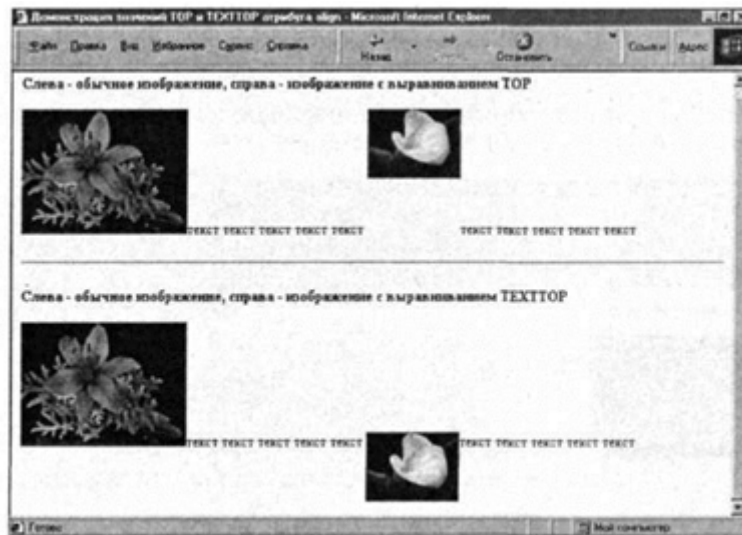 Демонстрация значений TOP и TEXTTOP атрибута align - Microsoft Internet Explorer
Файл Правка Вид Избранное Сервис Справка Назад Остановить Ссылки Адрес
Слева - обычное изображение, справа - изображение с выравниванием TOP
текст текст текст текст текст текст текст текст текст текст
Слева - обычное изображение, справа - изображение с выравниванием TEXTTOP
текст текст текст текст текст текст текст текст текст текст
Готово Мой компьютер